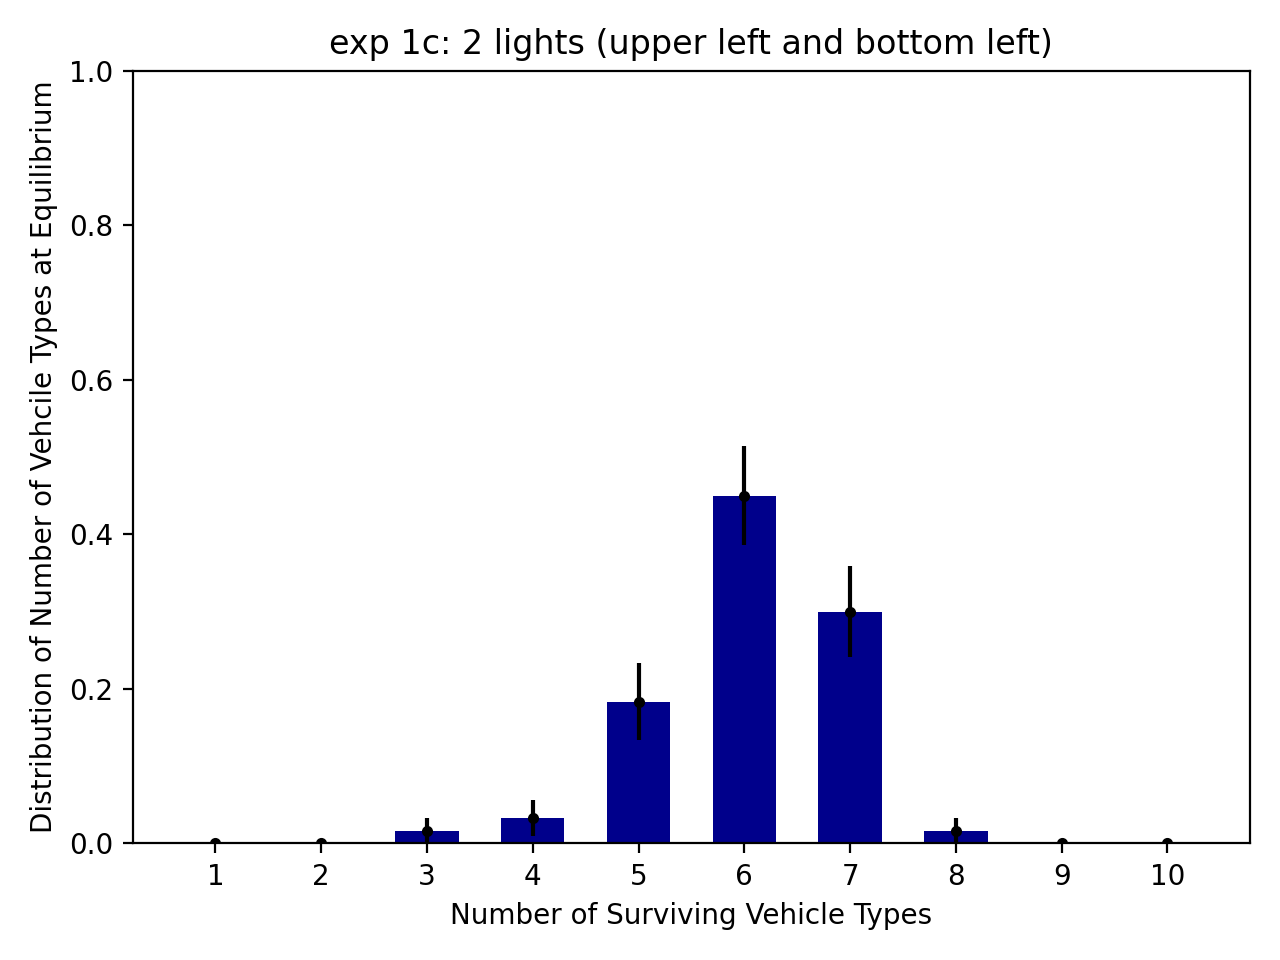 exp 1c: 2 lights (upper left and bottom left)
Distribution of Number of Vehcile Types at Equilibrium
1.0
0.8
0.6
0.4
0.2
0.0
1 2 3 4 5 6 7 8 9 10
Number of Surviving Vehicle Types